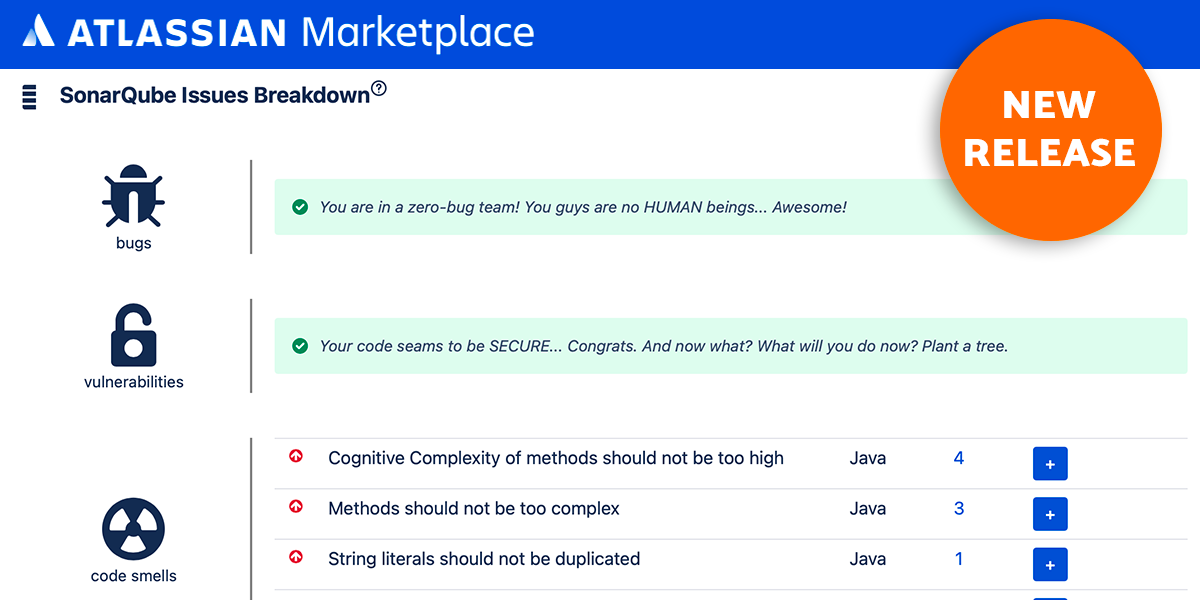 ATLASSIAN Marketplace
NEW
RELEASE
SonarQube Issues Breakdown?
bugs
You are in a zero-bug team! You guys are no HUMAN beings... Awesome!
vulnerabilities
Your code seams to be SECURE... Congrats. And now what? What will you do now? Plant a tree.
code smells
Cognitive Complexity of methods should not be too high Java 4 +
Methods should not be too complex Java 3 +
String literals should not be duplicated Java 1 +